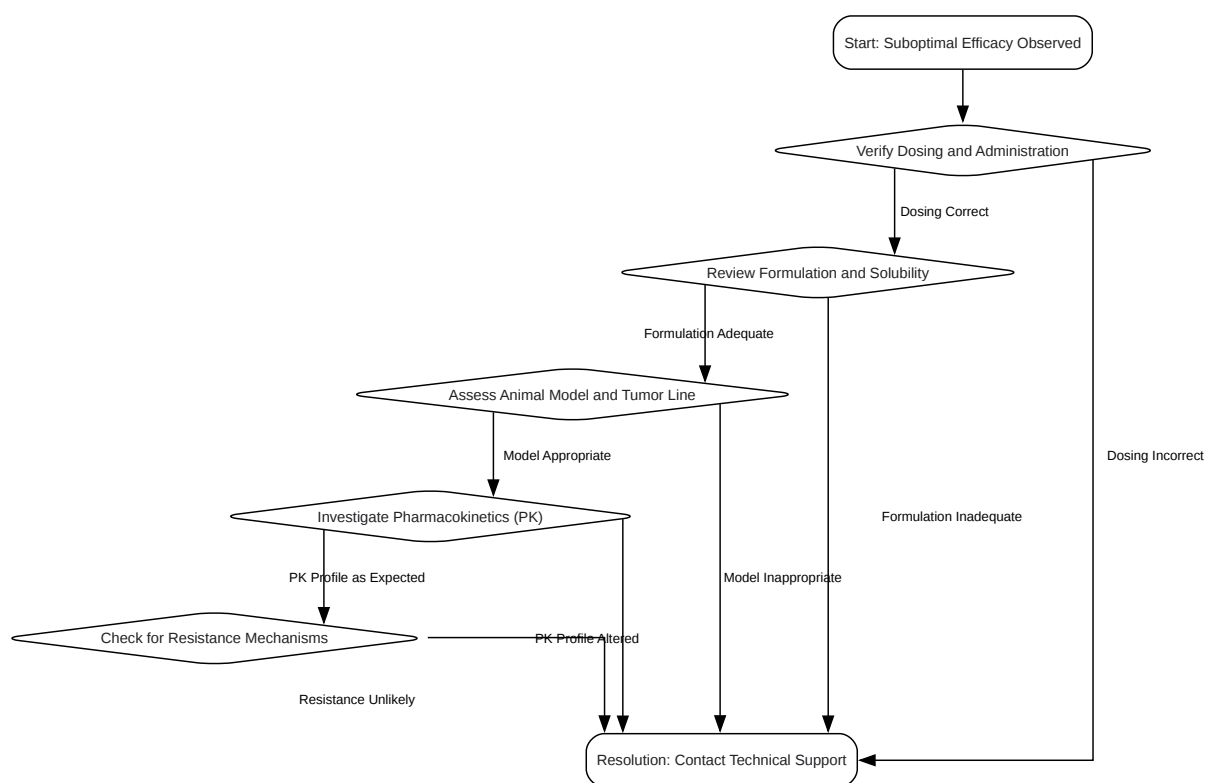 Start: Suboptimal Efficacy Observed
Verify Dosing and Administration
Dosing Correct
Review Formulation and Solubility
Formulation Adequate
Assess Animal Model and Tumor Line
Model Appropriate
Dosing Incorrect
Investigate Pharmacokinetics (PK)
Formulation Inadequate
PK Profile as Expected
Model Inappropriate
Check for Resistance Mechanisms
PK Profile Altered
Resistance Unlikely
Resolution: Contact Technical Support